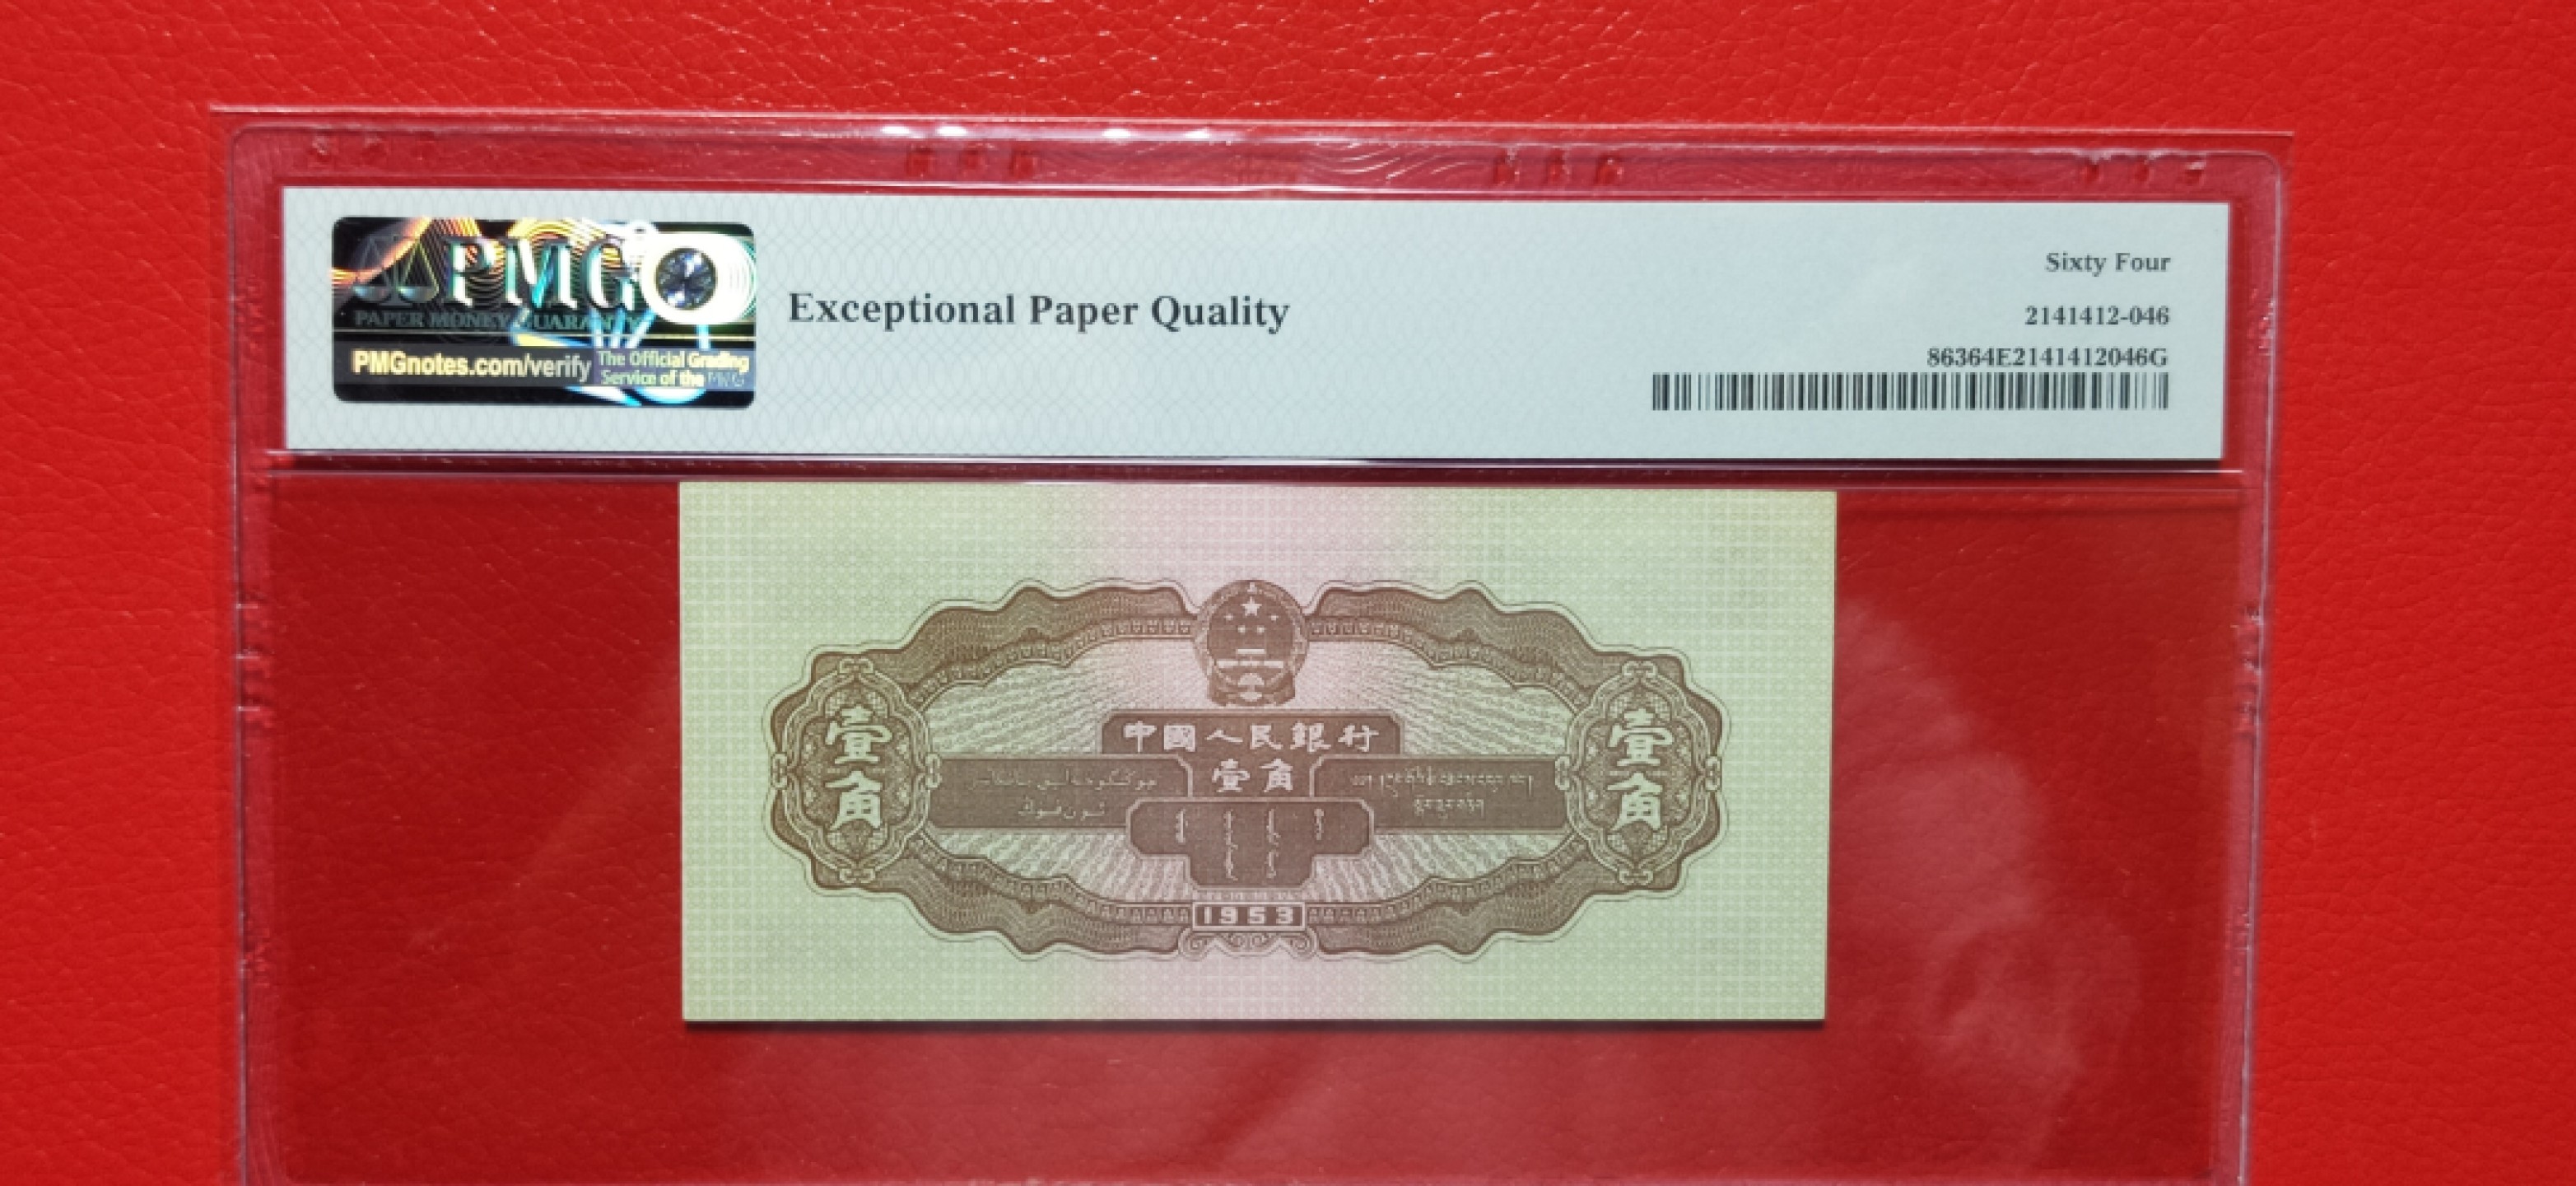 PMG
PAPER MONEY GUARANTY
PMGnotes.com/verify
The Official Grading
Service of the PNG
Exceptional Paper Quality
Sixty Four
2141412-046
86364E2141412046G
中國人民銀行
壹角
壹角
壹角
1953